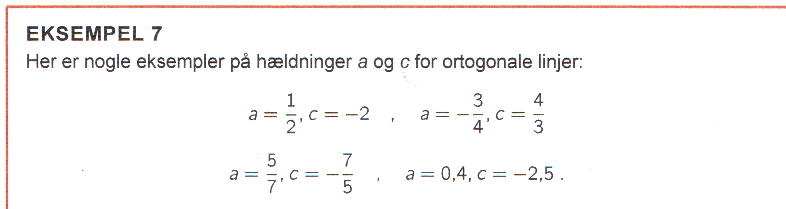 EKSEMPEL 7
Her er nogle eksempler på hældninger a og c for ortogonale linjer:
a = 1/2, c = −2 , a = −3/4, c = 4/3
a = 5/7, c = −7/5 , a = 0,4, c = −2,5 .